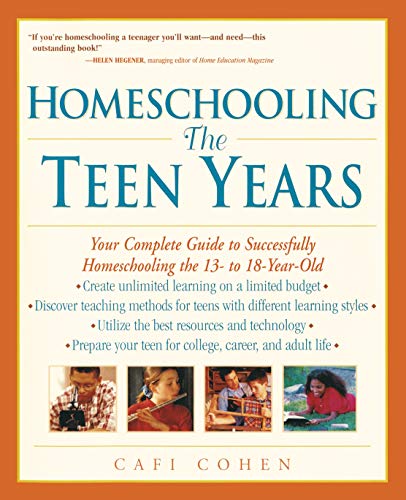 "If you're homeschooling a teenager you'll want—and need—this
outstanding book!"
—HELEN HEGENER, managing editor of Home Education Magazine
HOMESCHOOLING
The
TEEN YEARS
Your Complete Guide to Successfully
Homeschooling the 13- to 18-Year-Old
• Create unlimited learning on a limited budget •
• Discover teaching methods for teens with different learning styles •
• Utilize the best resources and technology •
• Prepare your teen for college, career, and adult life •
CAFI COHEN